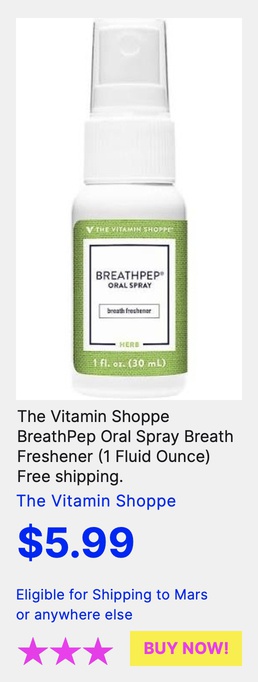 THE VITAMIN SHOPPE
BREATHPEP®
ORAL SPRAY
breath freshener
HERB
1 fl. oz. (30 mL)
The Vitamin Shoppe
BreathPep Oral Spray Breath
Freshener (1 Fluid Ounce)
Free shipping.
The Vitamin Shoppe
$5.99
Eligible for Shipping to Mars
or anywhere else
BUY NOW!